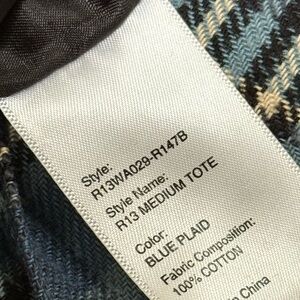 Style:
R13WA029-R147B
Style Name:
R13 MEDIUM TOTE
Color:
BLUE PLAID
Fabric Composition:
100% COTTON
China